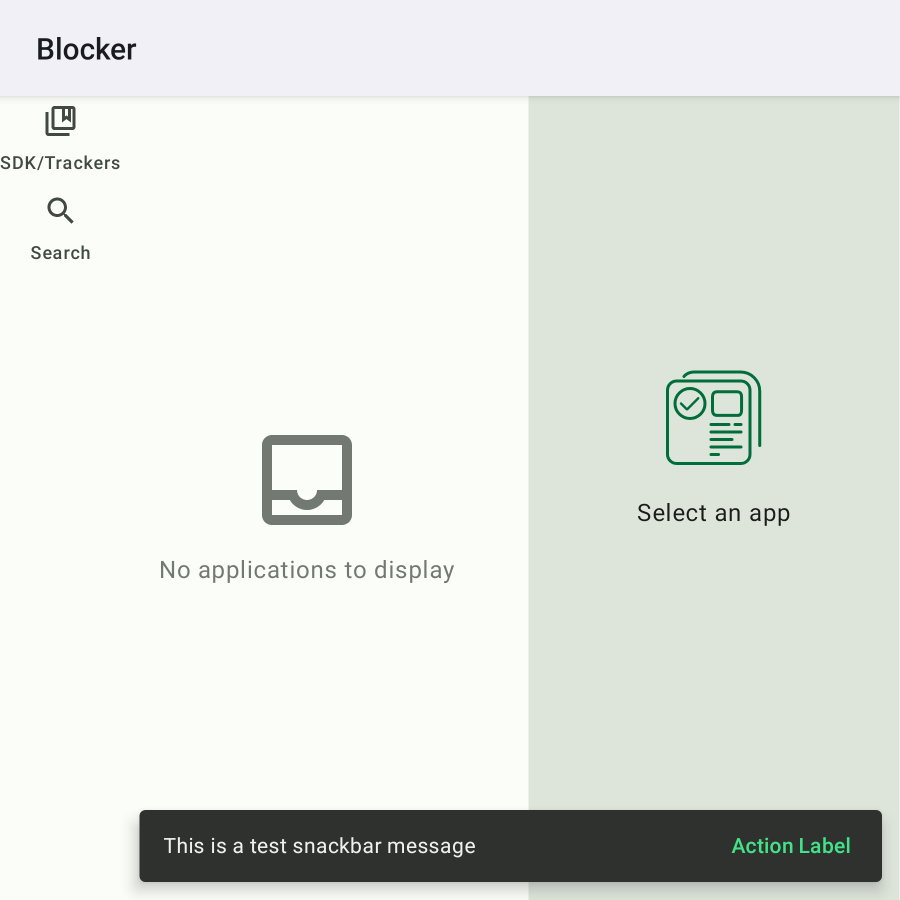 Blocker
SDK/Trackers
Search
No applications to display
Select an app
This is a test snackbar message
Action Label